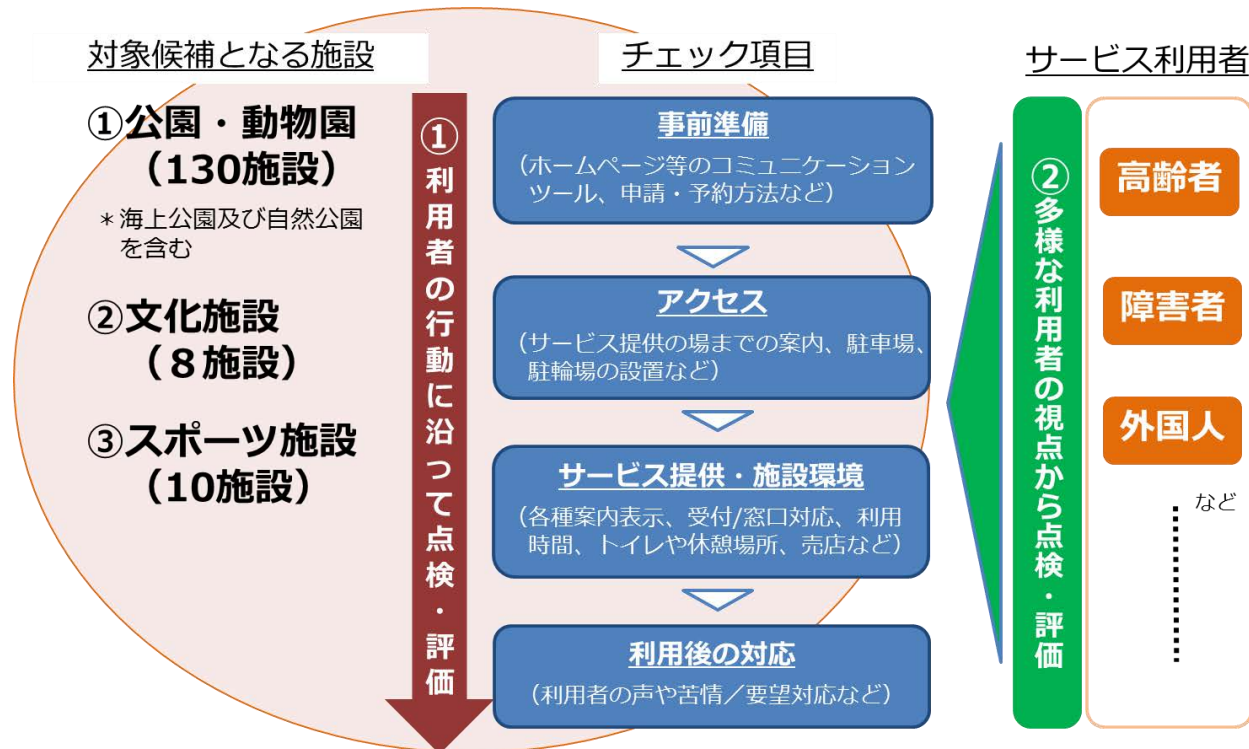 対象候補となる施設
①公園・動物園
（130施設）
＊海上公園及び自然公園
を含む
②文化施設
（８施設）
③スポーツ施設
（10施設）
①利用者の行動に沿って点検・評価
チェック項目
事前準備
（ホームページ等のコミュニケーション
ツール、申請・予約方法など）
アクセス
（サービス提供の場までの案内、駐車場、
駐輪場の設置など）
サービス提供・施設環境
（各種案内表示、受付/窓口対応、利用
時間、トイレや休憩場所、売店など）
利用後の対応
（利用者の声や苦情／要望対応など）
②多様な利用者の視点から点検・評価
サービス利用者
高齢者
障害者
外国人
など